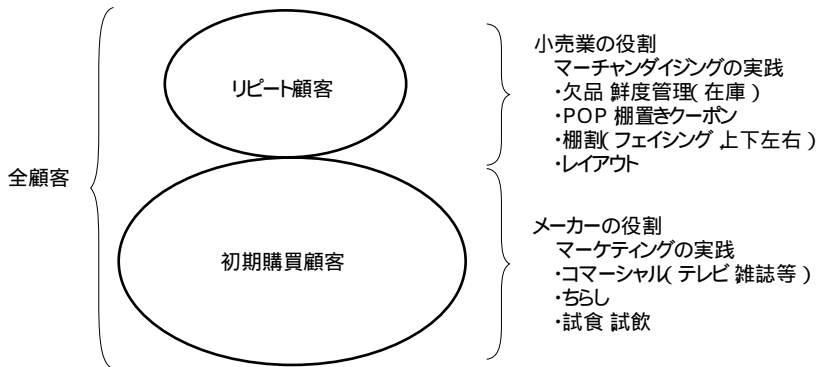 全顧客
リピート顧客
初期購買顧客
小売業の役割
マーチャンダイジングの実践
・欠品 鮮度管理( 在庫 )
・POP 棚置きクーポン
・棚割( フェイシング 上下左右 )
・レイアウト
メーカーの役割
マーケティングの実践
・コマーシャル( テレビ 雑誌等 )
・ちらし
・試食 試飲